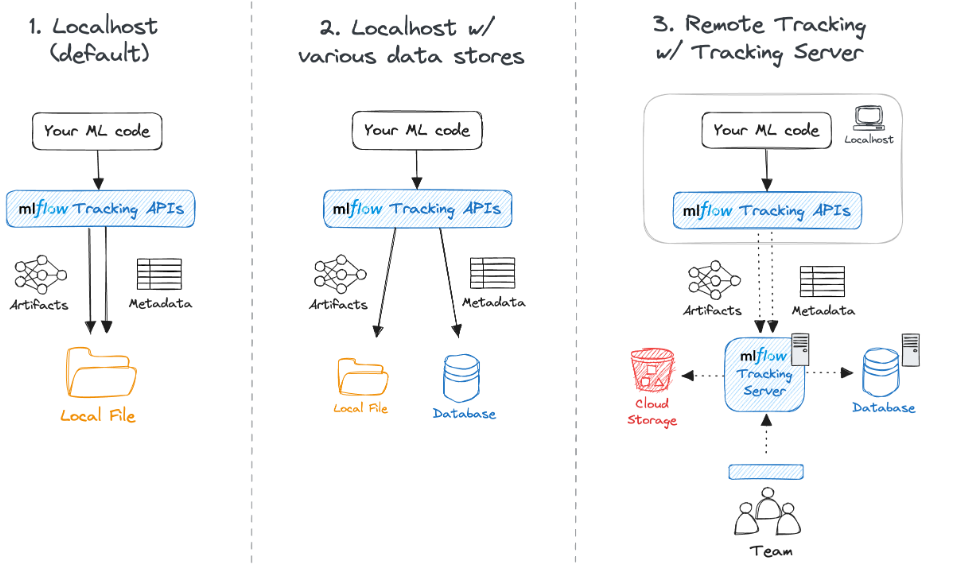 1. Localhost
(default)
Your ML code
mlflow Tracking APIs
Artifacts
Metadata
Local File
2. Localhost w/
various data stores
Your ML code
mlflow Tracking APIs
Artifacts
Metadata
Local File
Database
3. Remote Tracking
w/ Tracking Server
Your ML code
Localhost
mlflow Tracking APIs
Artifacts
Metadata
mlflow
Tracking
Server
Cloud
Storage
Database
Team